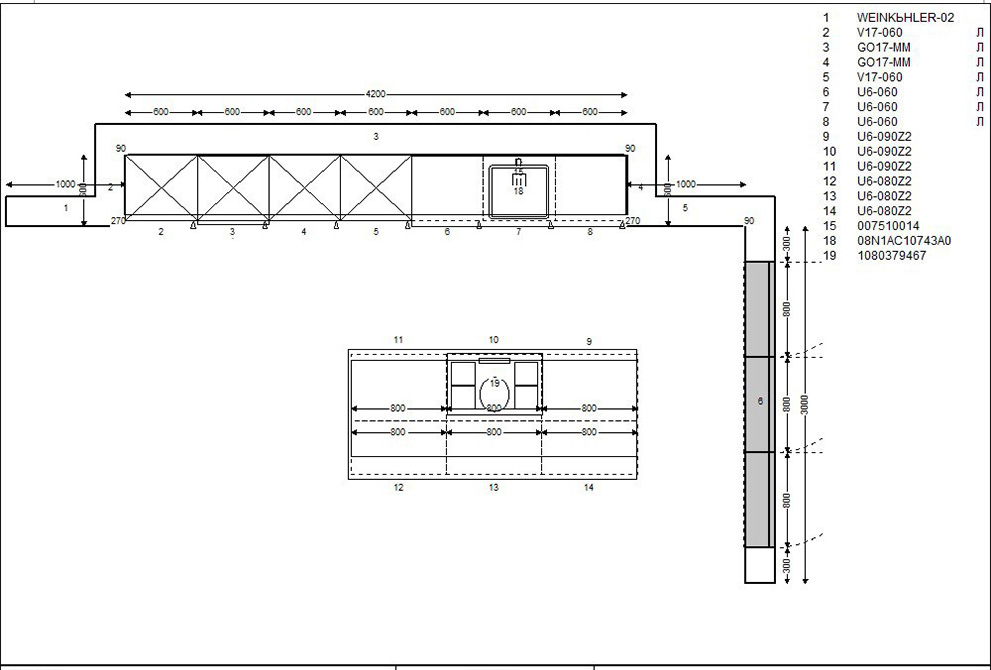 1 WEINKЬHLER-02
2 V17-060 Л
3 GO17-MM Л
4 GO17-MM Л
5 V17-060 Л
6 U6-060 Л
7 U6-060 Л
8 U6-060 Л
9 U6-090Z2
10 U6-090Z2
11 U6-090Z2
12 U6-080Z2
13 U6-080Z2
14 U6-080Z2
15 007510014
18 08N1AC10743A0
19 1080379467
4200
600 600 600 600 600 600 600
3
90 90
1000 2 4 1000
18
1 5
270 270 90
2 3 4 5 6 7 8
300
800
11 10 9
19
800 800 800
6 800 3000
800 800 800
12 13 14
800
300